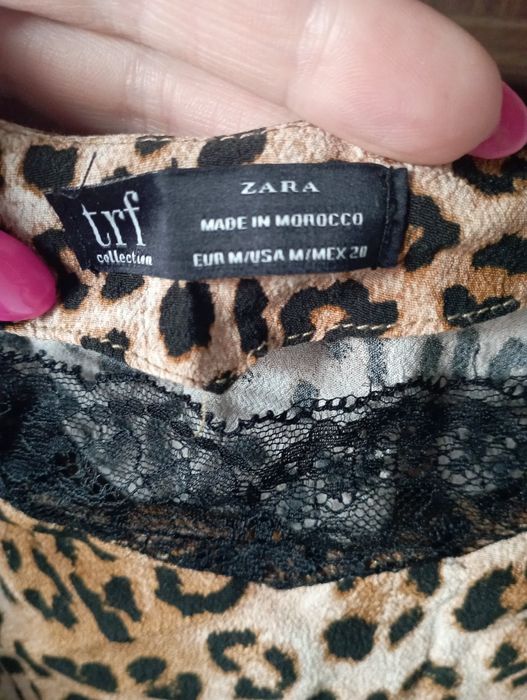 trf
collection
ZARA
MADE IN MOROCCO
EUR M/USA M/MEX 28